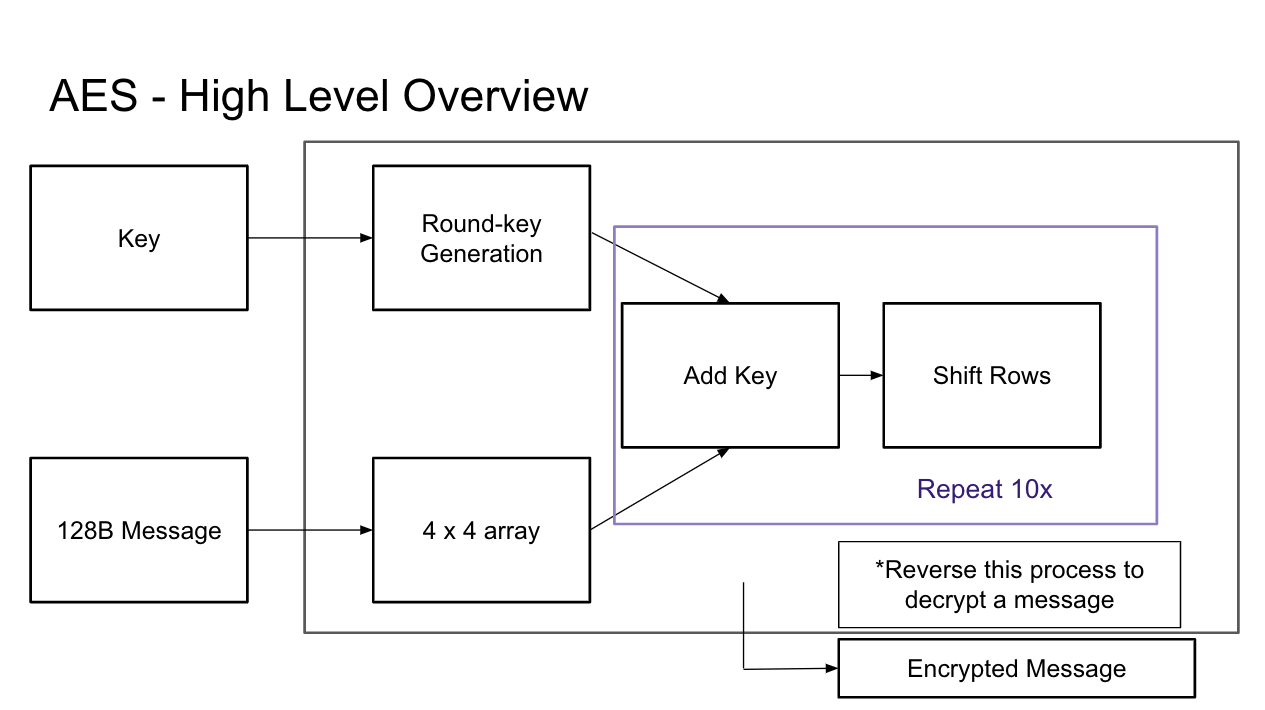 AES - High Level Overview
Key
Round-key
Generation
Add Key
Shift Rows
Repeat 10x
128B Message
4 x 4 array
*Reverse this process to
decrypt a message
Encrypted Message